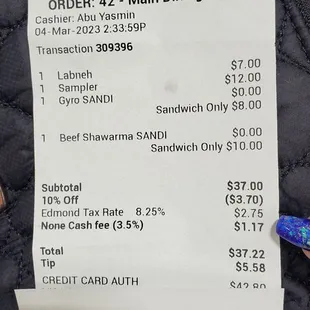 ORDER: 42 - Main Dining
Cashier: Abu Yasmin
04-Mar-2023 2:33:59P
Transaction 309396
1 Labneh $7.00
1 Sampler $12.00
1 Gyro SANDI $0.00
Sandwich Only $8.00
1 Beef Shawarma SANDI $0.00
Sandwich Only $10.00
Subtotal $37.00
10% Off ($3.70)
Edmond Tax Rate 8.25% $2.75
None Cash fee (3.5%) $1.17
Total $37.22
Tip $5.58
CREDIT CARD AUTH $42.80